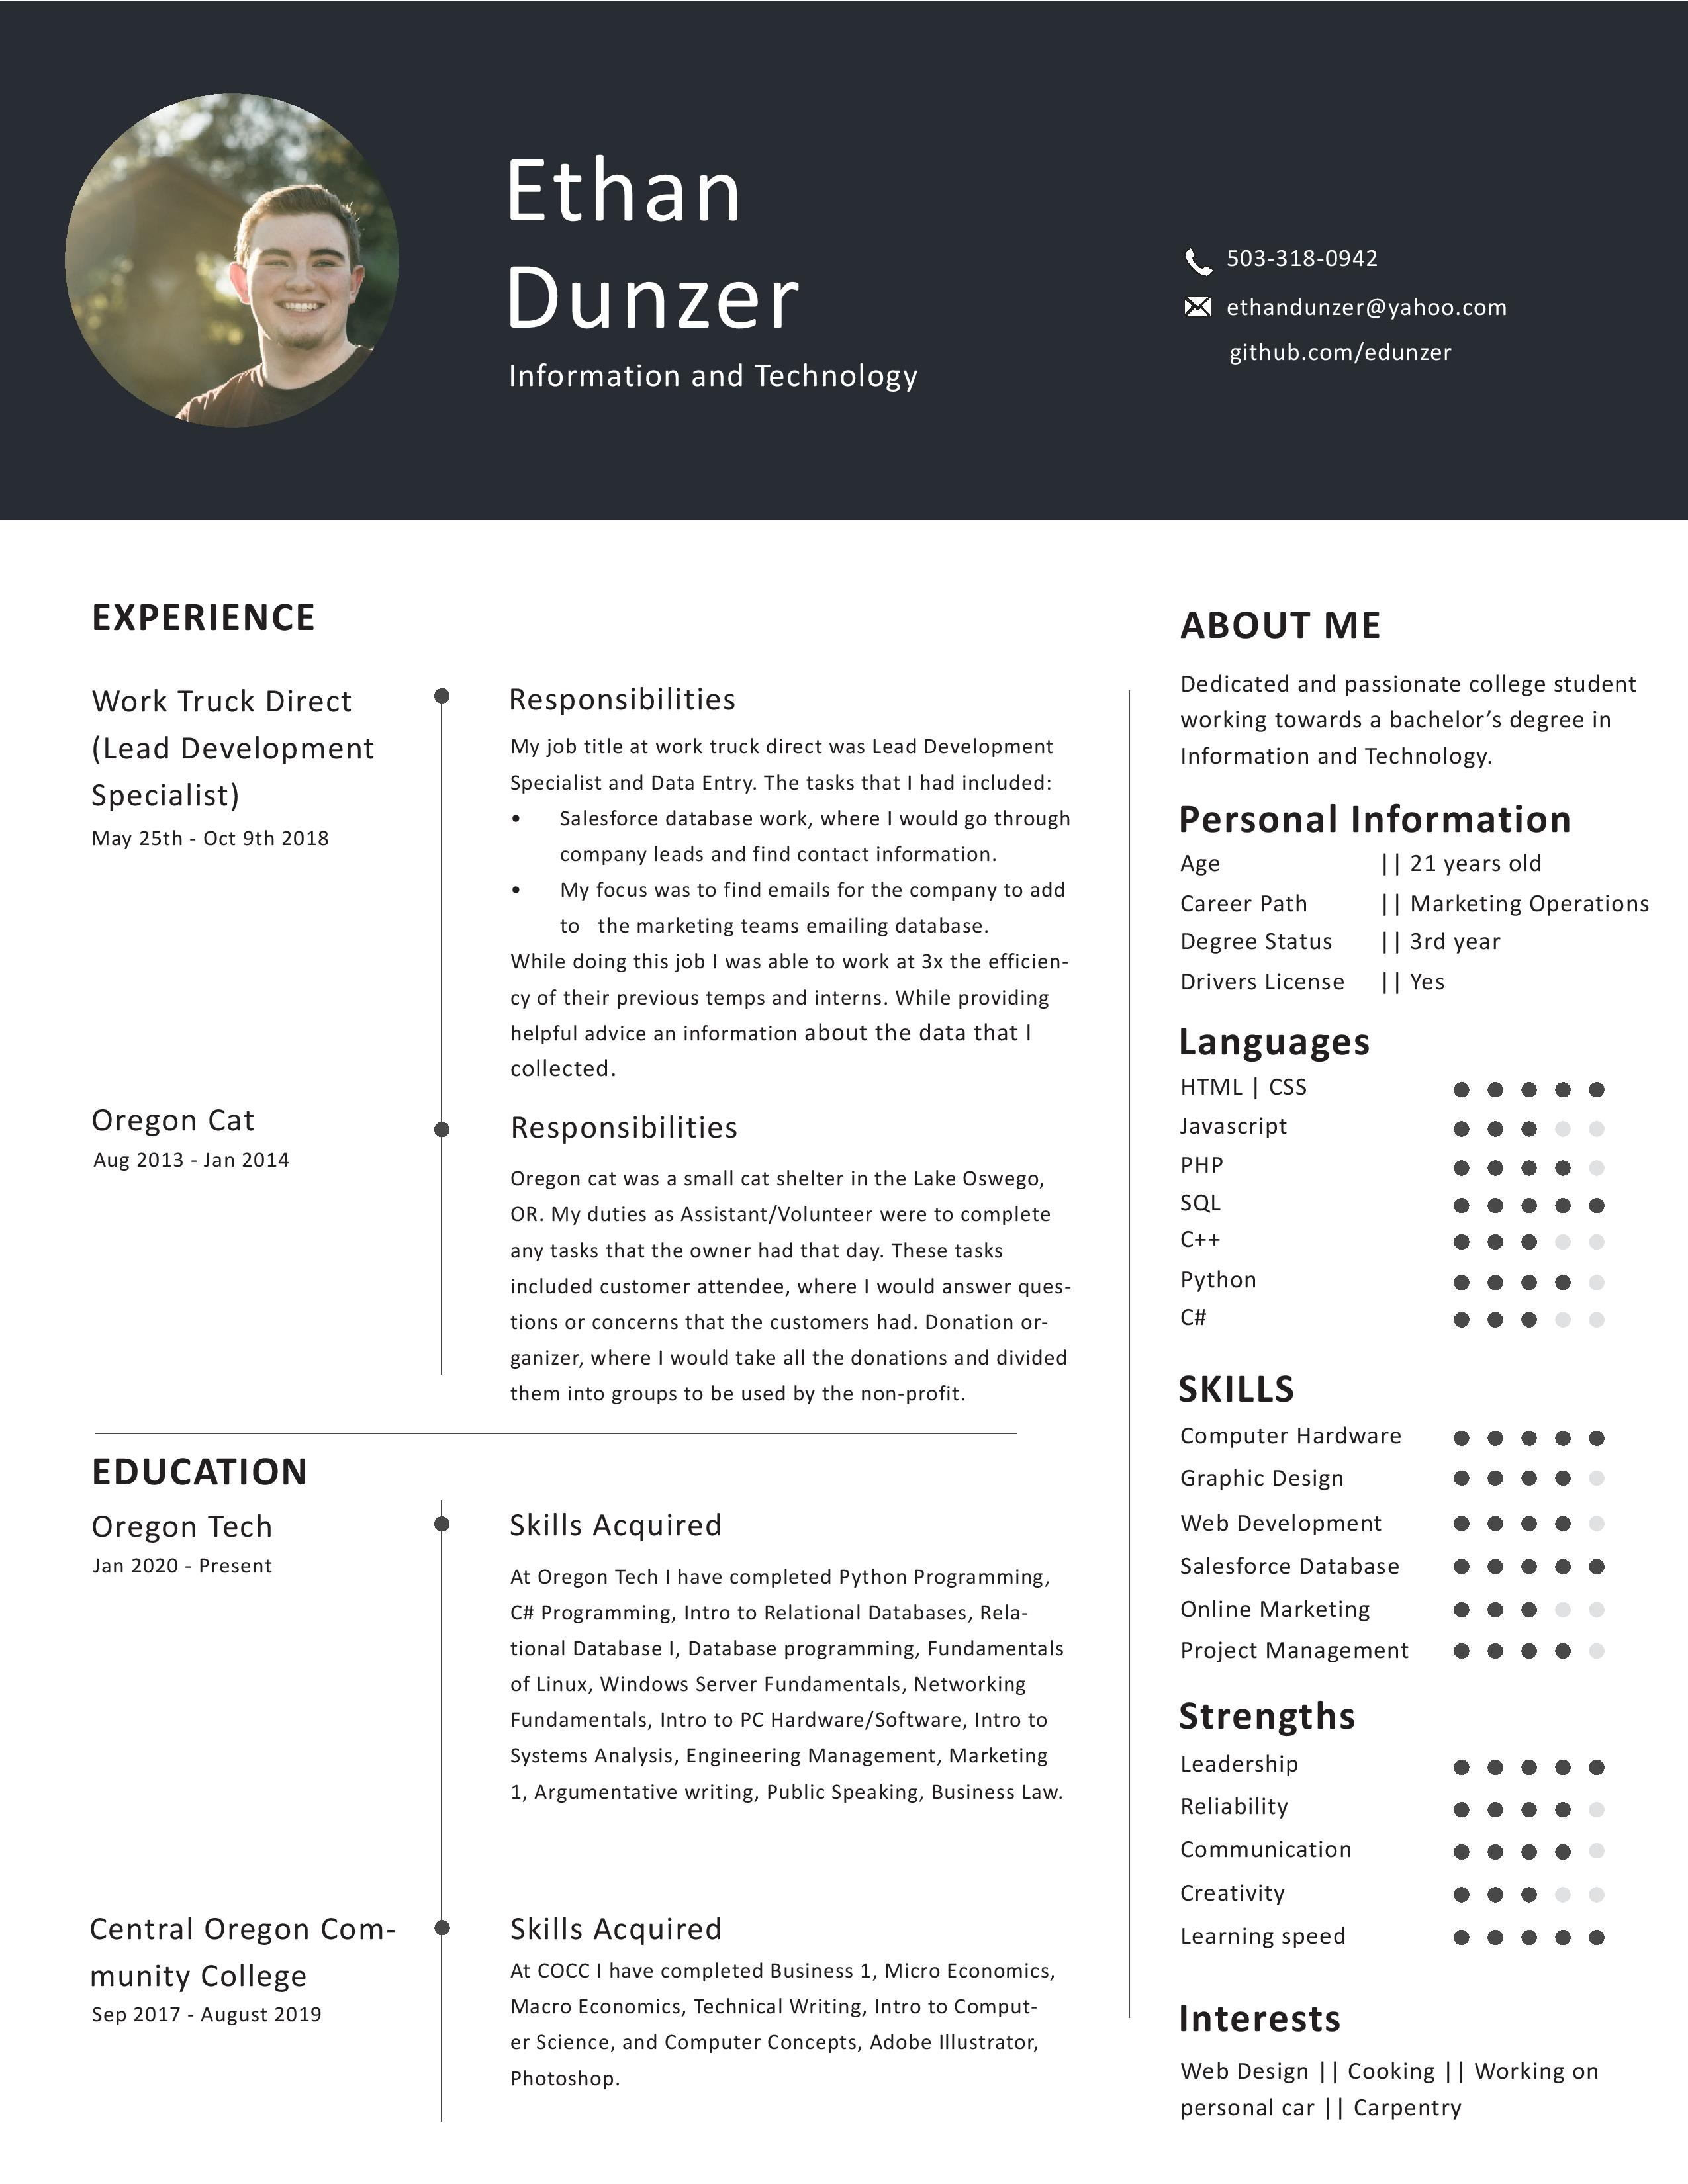 Ethan
Dunzer
Information and Technology
503-318-0942
ethandunzer@yahoo.com
github.com/edunzer
EXPERIENCE
Work Truck Direct
(Lead Development
Specialist)
May 25th - Oct 9th 2018
Responsibilities
My job title at work truck direct was Lead Development
Specialist and Data Entry. The tasks that I had included:
• Salesforce database work, where I would go through
company leads and find contact information.
• My focus was to find emails for the company to add
to the marketing teams emailing database.
While doing this job I was able to work at 3x the efficien-
cy of their previous temps and interns. While providing
helpful advice an information about the data that I
collected.
Oregon Cat
Aug 2013 - Jan 2014
Responsibilities
Oregon cat was a small cat shelter in the Lake Oswego,
OR. My duties as Assistant/Volunteer were to complete
any tasks that the owner had that day. These tasks
included customer attendee, where I would answer ques-
tions or concerns that the customers had. Donation or-
ganizer, where I would take all the donations and divided
them into groups to be used by the non-profit.
EDUCATION
Oregon Tech
Jan 2020 - Present
Skills Acquired
At Oregon Tech I have completed Python Programming,
C# Programming, Intro to Relational Databases, Rela-
tional Database I, Database programming, Fundamentals
of Linux, Windows Server Fundamentals, Networking
Fundamentals, Intro to PC Hardware/Software, Intro to
Systems Analysis, Engineering Management, Marketing
1, Argumentative writing, Public Speaking, Business Law.
Central Oregon Com-
munity College
Sep 2017 - August 2019
Skills Acquired
At COCC I have completed Business 1, Micro Economics,
Macro Economics, Technical Writing, Intro to Comput-
er Science, and Computer Concepts, Adobe Illustrator,
Photoshop.
ABOUT ME
Dedicated and passionate college student
working towards a bachelor’s degree in
Information and Technology.
Personal Information
Age || 21 years old
Career Path || Marketing Operations
Degree Status || 3rd year
Drivers License || Yes
Languages
HTML | CSS
Javascript
PHP
SQL
C++
Python
C#
SKILLS
Computer Hardware
Graphic Design
Web Development
Salesforce Database
Online Marketing
Project Management
Strengths
Leadership
Reliability
Communication
Creativity
Learning speed
Interests
Web Design || Cooking || Working on
personal car || Carpentry